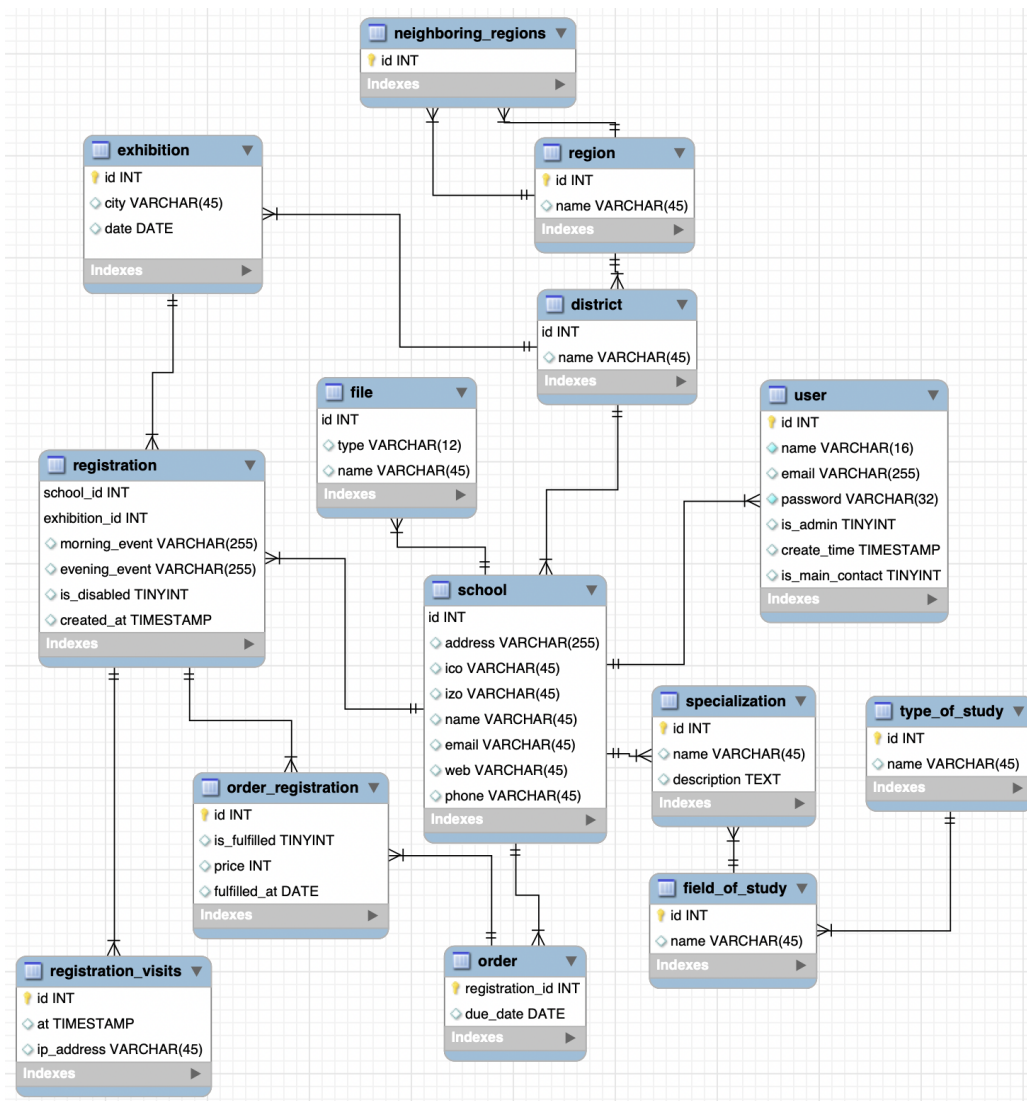 neighboring_regions
id INT
Indexes
exhibition
id INT
city VARCHAR(45)
date DATE
Indexes
region
id INT
name VARCHAR(45)
Indexes
district
id INT
name VARCHAR(45)
Indexes
file
id INT
type VARCHAR(12)
name VARCHAR(45)
Indexes
user
id INT
name VARCHAR(16)
email VARCHAR(255)
password VARCHAR(32)
is_admin TINYINT
create_time TIMESTAMP
is_main_contact TINYINT
Indexes
registration
school_id INT
exhibition_id INT
morning_event VARCHAR(255)
evening_event VARCHAR(255)
is_disabled TINYINT
created_at TIMESTAMP
Indexes
school
id INT
address VARCHAR(255)
ico VARCHAR(45)
izo VARCHAR(45)
name VARCHAR(45)
email VARCHAR(45)
web VARCHAR(45)
phone VARCHAR(45)
Indexes
specialization
id INT
name VARCHAR(45)
description TEXT
Indexes
type_of_study
id INT
name VARCHAR(45)
Indexes
order_registration
id INT
is_fulfilled TINYINT
price INT
fulfilled_at DATE
Indexes
field_of_study
id INT
name VARCHAR(45)
Indexes
registration_visits
id INT
at TIMESTAMP
ip_address VARCHAR(45)
Indexes
order
registration_id INT
due_date DATE
Indexes